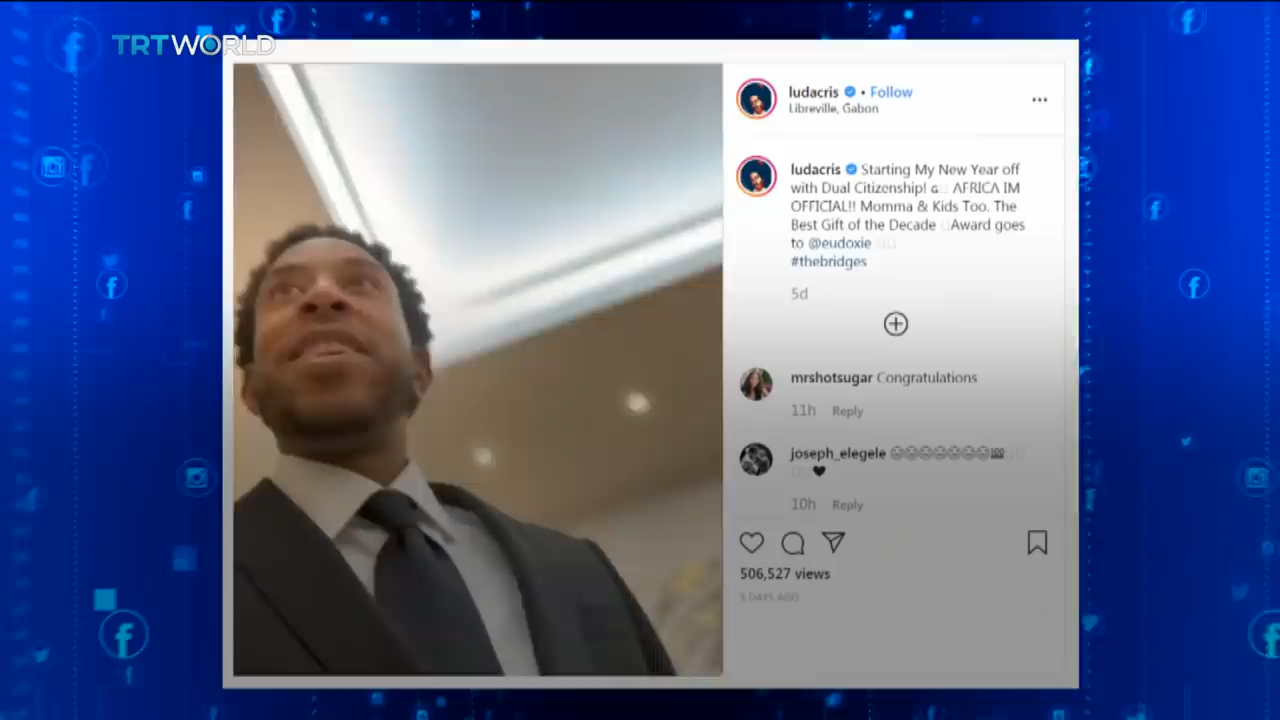 TRT WORLD
ludacris • Follow
Libreville, Gabon
ludacris Starting My New Year off
with Dual Citizenship! AFRICA IM
OFFICIAL!! Momma & Kids Too. The
Best Gift of the Decade Award goes
to @eudoxie
#thebridges
5d
mrshotsugar Congratulations
11h Reply
joseph_elegele
10h Reply
506,527 views
5 DAYS AGO